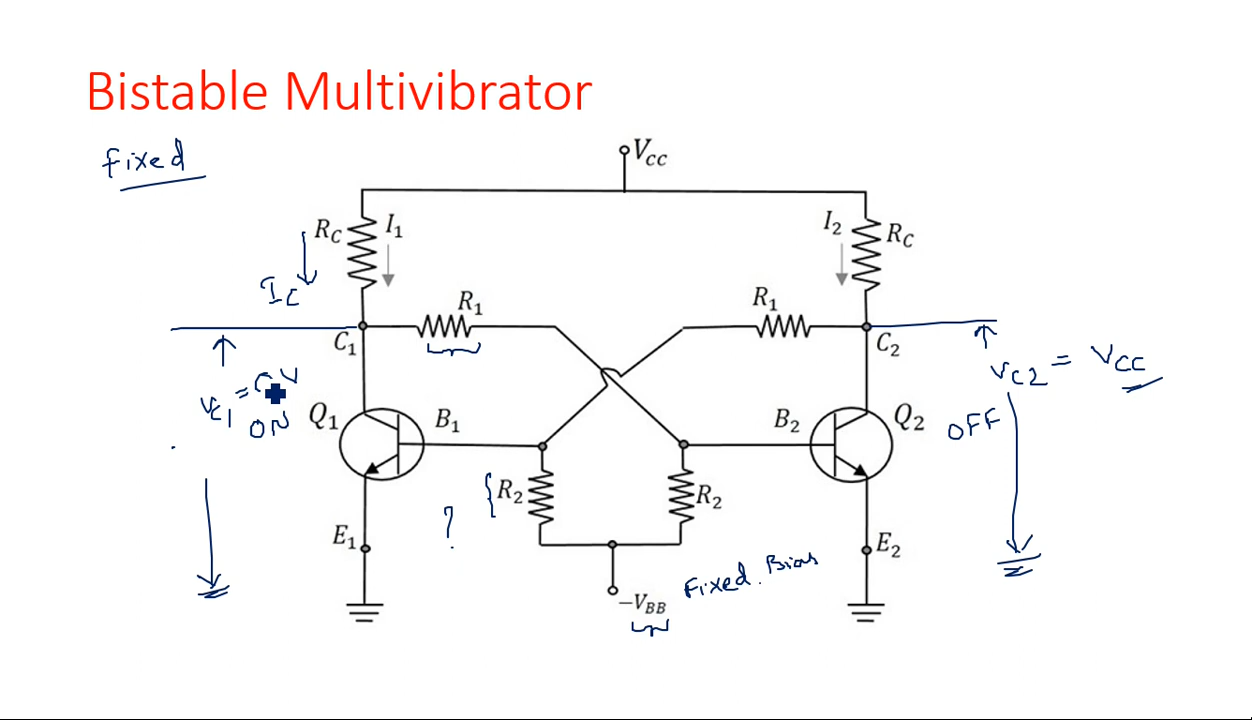 Bistable Multivibrator
fixed
VCC
RC I1
I2 RC
IC
R1
R1
C1
C2
VC1 = 0V
ON
VC2 = VCC
OFF
Q1
B1
B2
Q2
R2
R2
?
E1
E2
-VBB
Fixed. Bias